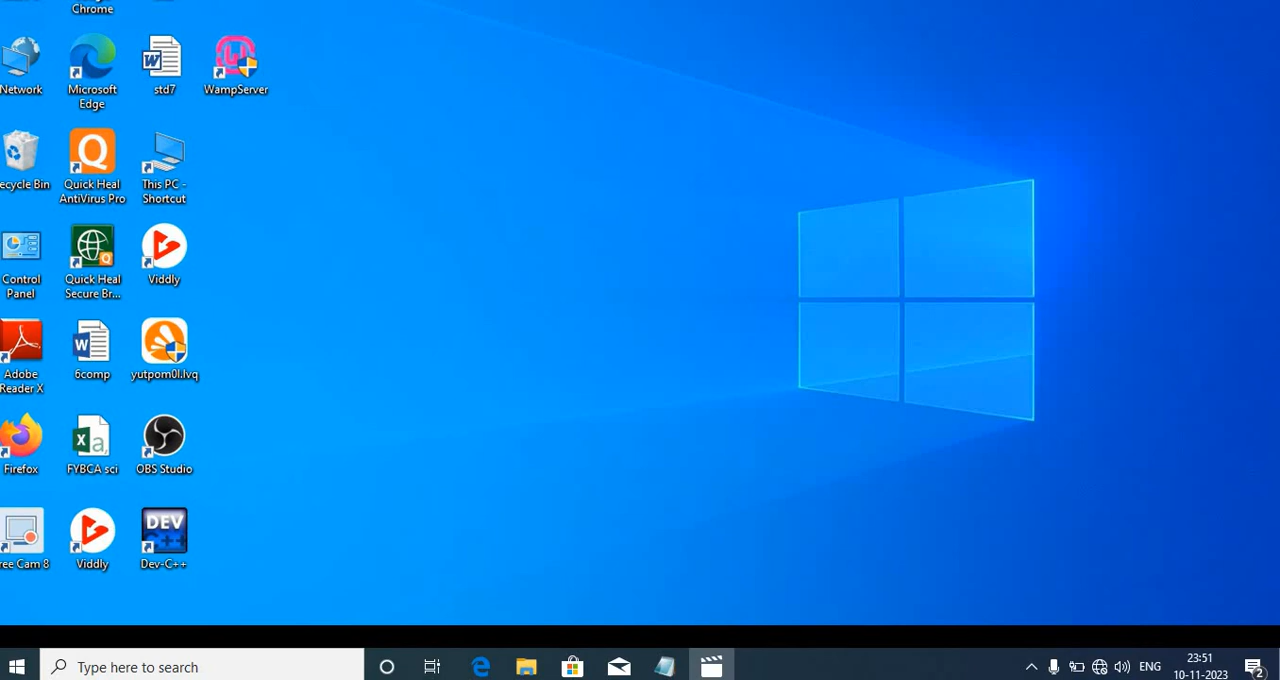 Chrome
Network
Microsoft
Edge
std7
WampServer
ecycle Bin
Quick Heal
AntiVirus Pro
This PC -
Shortcut
Control
Panel
Quick Heal
Secure Br...
Viddly
Adobe
Reader X
6comp
yutpom0l.lvq
Firefox
FYBCA sci
OBS Studio
ree Cam 8
Viddly
DEV
C++
Dev-C++
Type here to search
ENG
23:51
10-11-2023
2